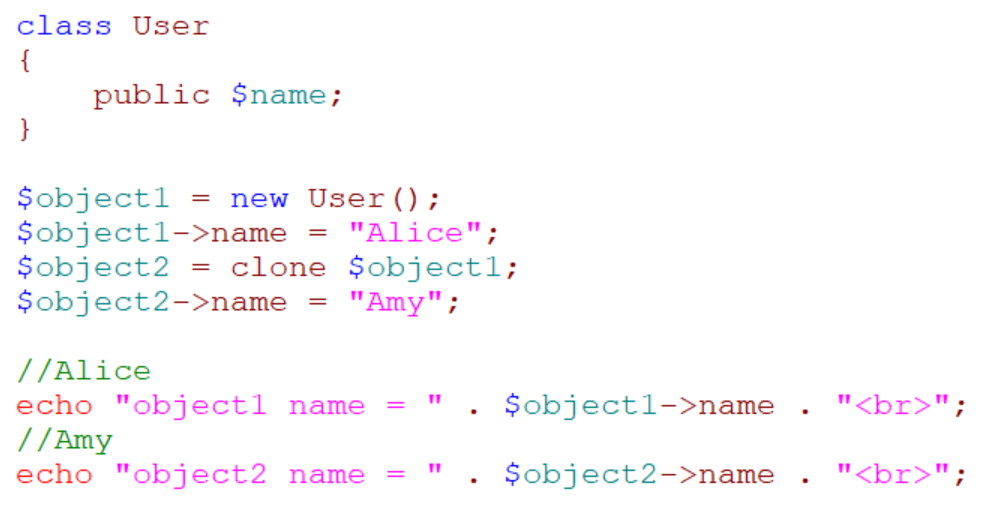 class User
{
    public $name;
}

$object1 = new User();
$object1->name = "Alice";
$object2 = clone $object1;
$object2->name = "Amy";

//Alice
echo "object1 name = " . $object1->name . "<br>";
//Amy
echo "object2 name = " . $object2->name . "<br>";